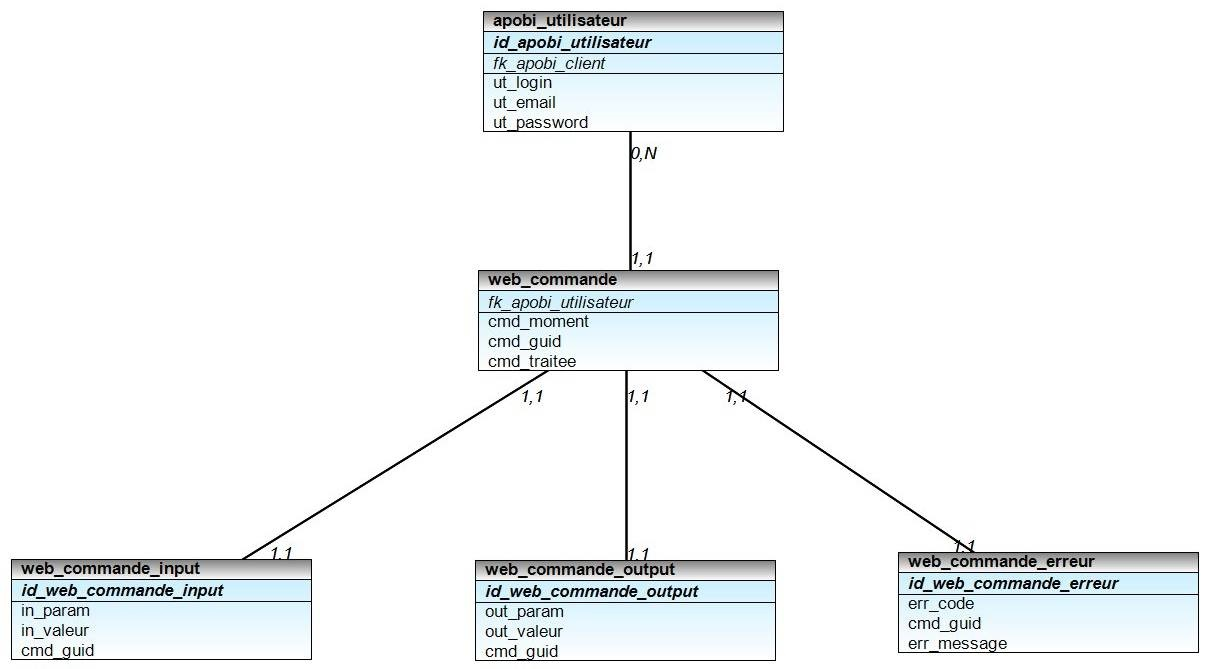 apobi_utilisateur
id_apobi_utilisateur
fk_apobi_client
ut_login
ut_email
ut_password
0,N
1,1
web_commande
fk_apobi_utilisateur
cmd_moment
cmd_guid
cmd_traitee
1,1
1,1
1,1
1,1
1,1
1,1
web_commande_input
id_web_commande_input
in_param
in_valeur
cmd_guid
web_commande_output
id_web_commande_output
out_param
out_valeur
cmd_guid
web_commande_erreur
id_web_commande_erreur
err_code
cmd_guid
err_message